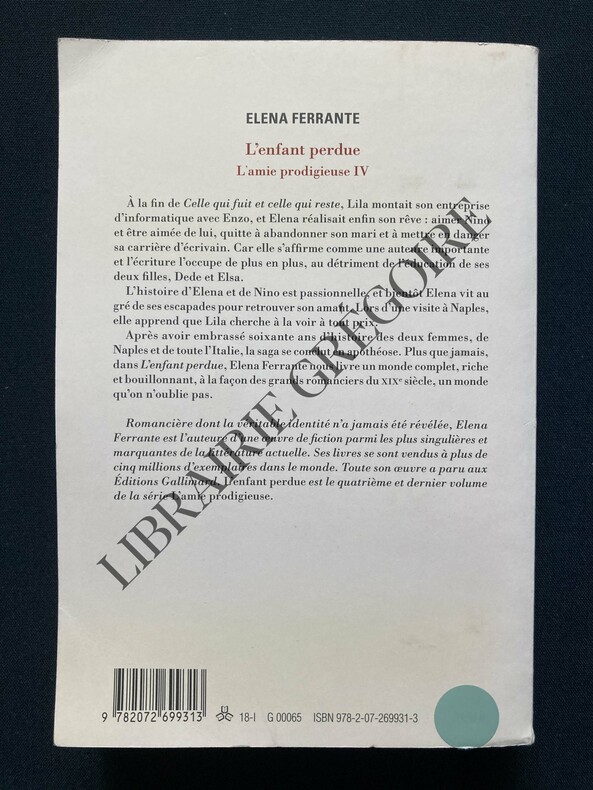 ELENA FERRANTE
L'enfant perdue
L'amie prodigieuse IV
À la fin de Celle qui fuit et celle qui reste, Lila montait son entreprise
d'informatique avec Enzo, et Elena réalisait enfin son rêve : aimer Nino
et être aimée de lui, quitte à abandonner son mari et à mettre en danger
sa carrière d'écrivain. Car elle s'affirme comme une auteure importante
et l'écriture l'occupe de plus en plus, au détriment de l'éducation de ses
deux filles, Dede et Elsa.
L'histoire d'Elena et de Nino est passionnelle, et bientôt Elena vit au
gré de ses escapades pour retrouver son amant. Lors d'une visite à Naples,
elle apprend que Lila cherche à la voir à tout prix.
Après avoir embrassé soixante ans d'histoire des deux femmes, de
Naples et de toute l'Italie, la saga se conclut en apothéose. Plus que jamais,
dans L'enfant perdue, Elena Ferrante nous livre un monde complet, riche
et bouillonnant, à la façon des grands romanciers du XIXe siècle, un monde
qu'on n'oublie pas.
Romancière dont la véritable identité n'a jamais été révélée, Elena
Ferrante est l'auteure d'une œuvre de fiction parmi les plus singulières et
marquantes de la littérature actuelle. Ses livres se sont vendus à plus de
cinq millions d'exemplaires dans le monde. Toute son œuvre a paru aux
Éditions Gallimard. L'enfant perdue est le quatrième et dernier volume
de la série L'amie prodigieuse.
LIBRAIRIE GRÉGOIRE
9 782072 699313 18-I G 00065 ISBN 978-2-07-269931-3